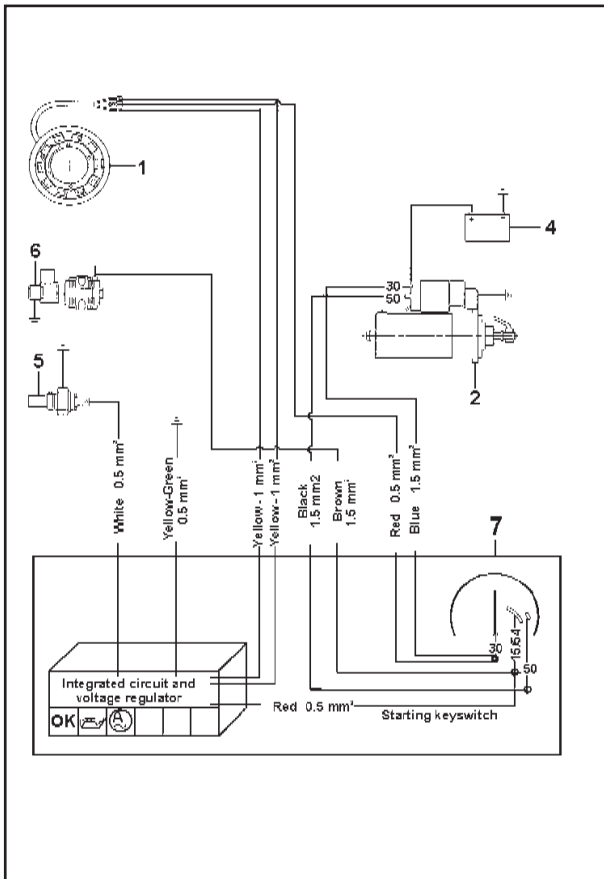 1
6
4
30
50
5
2
White 0.5 mm²
Yellow-Green
0.5 mm²
Yellow - 1 mm²
Yellow - 1 mm²
Black
1.5 mm2
Brown
1.5 mm²
Red 0.5 mm²
Blue 1.5 mm²
7
30
15/54
50
Integrated circuit and
voltage regulator
Red 0.5 mm²
Starting keyswitch
OK
A
+
-